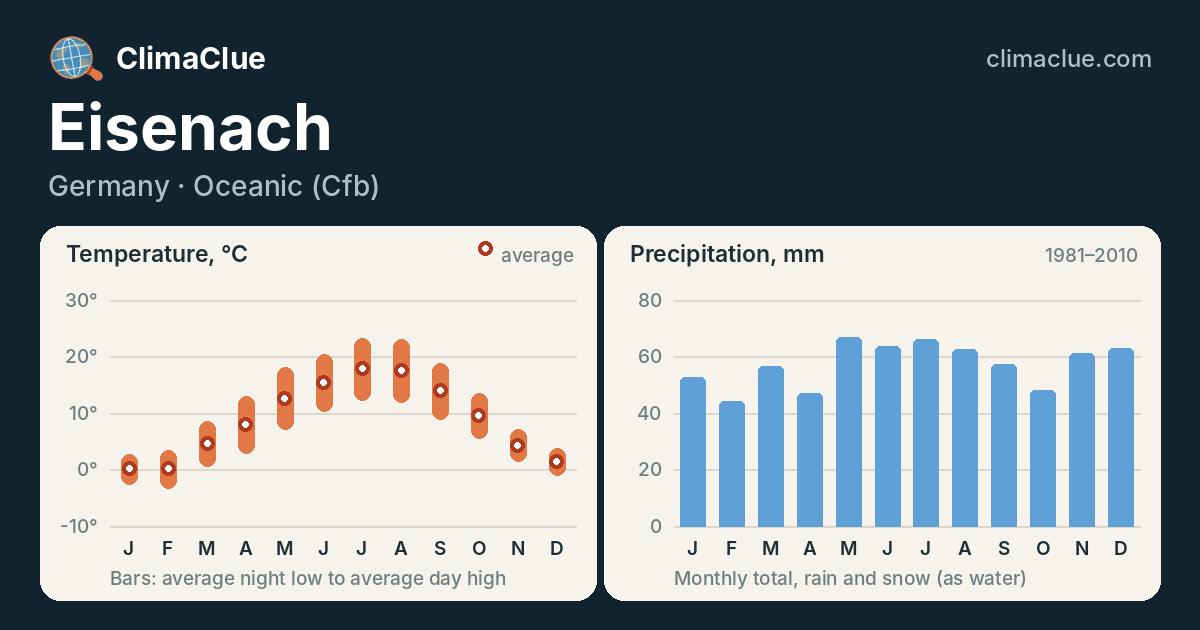 ClimaClue
climaclue.com
Eisenach
Germany · Oceanic (Cfb)
Temperature, °C
average
30°
20°
10°
0°
-10°
J F M A M J J A S O N D
Bars: average night low to average day high
Precipitation, mm
1981–2010
80
60
40
20
0
J F M A M J J A S O N D
Monthly total, rain and snow (as water)